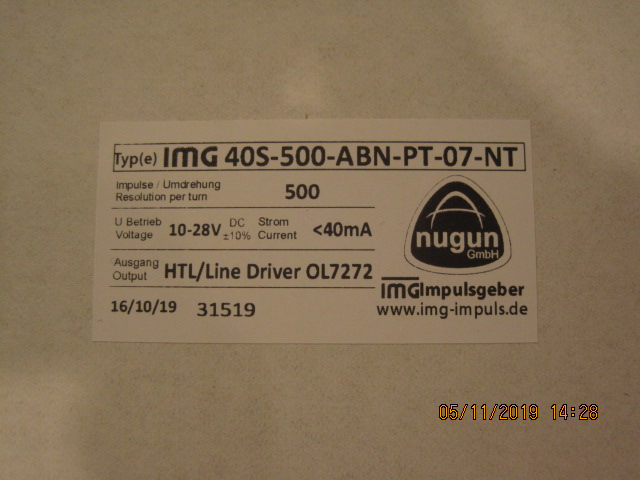 Typ(e) IMG 40S-500-ABN-PT-07-NT
Impulse / Umdrehung
Resolution per turn
500
U Betrieb
Voltage
10-28V DC ±10%
Strom
Current
<40mA
Ausgang
Output
HTL/Line Driver OL7272
16/10/19 31519
nugun
GmbH
IMG Impulsgeber
www.img-impuls.de
05/11/2019 14:28